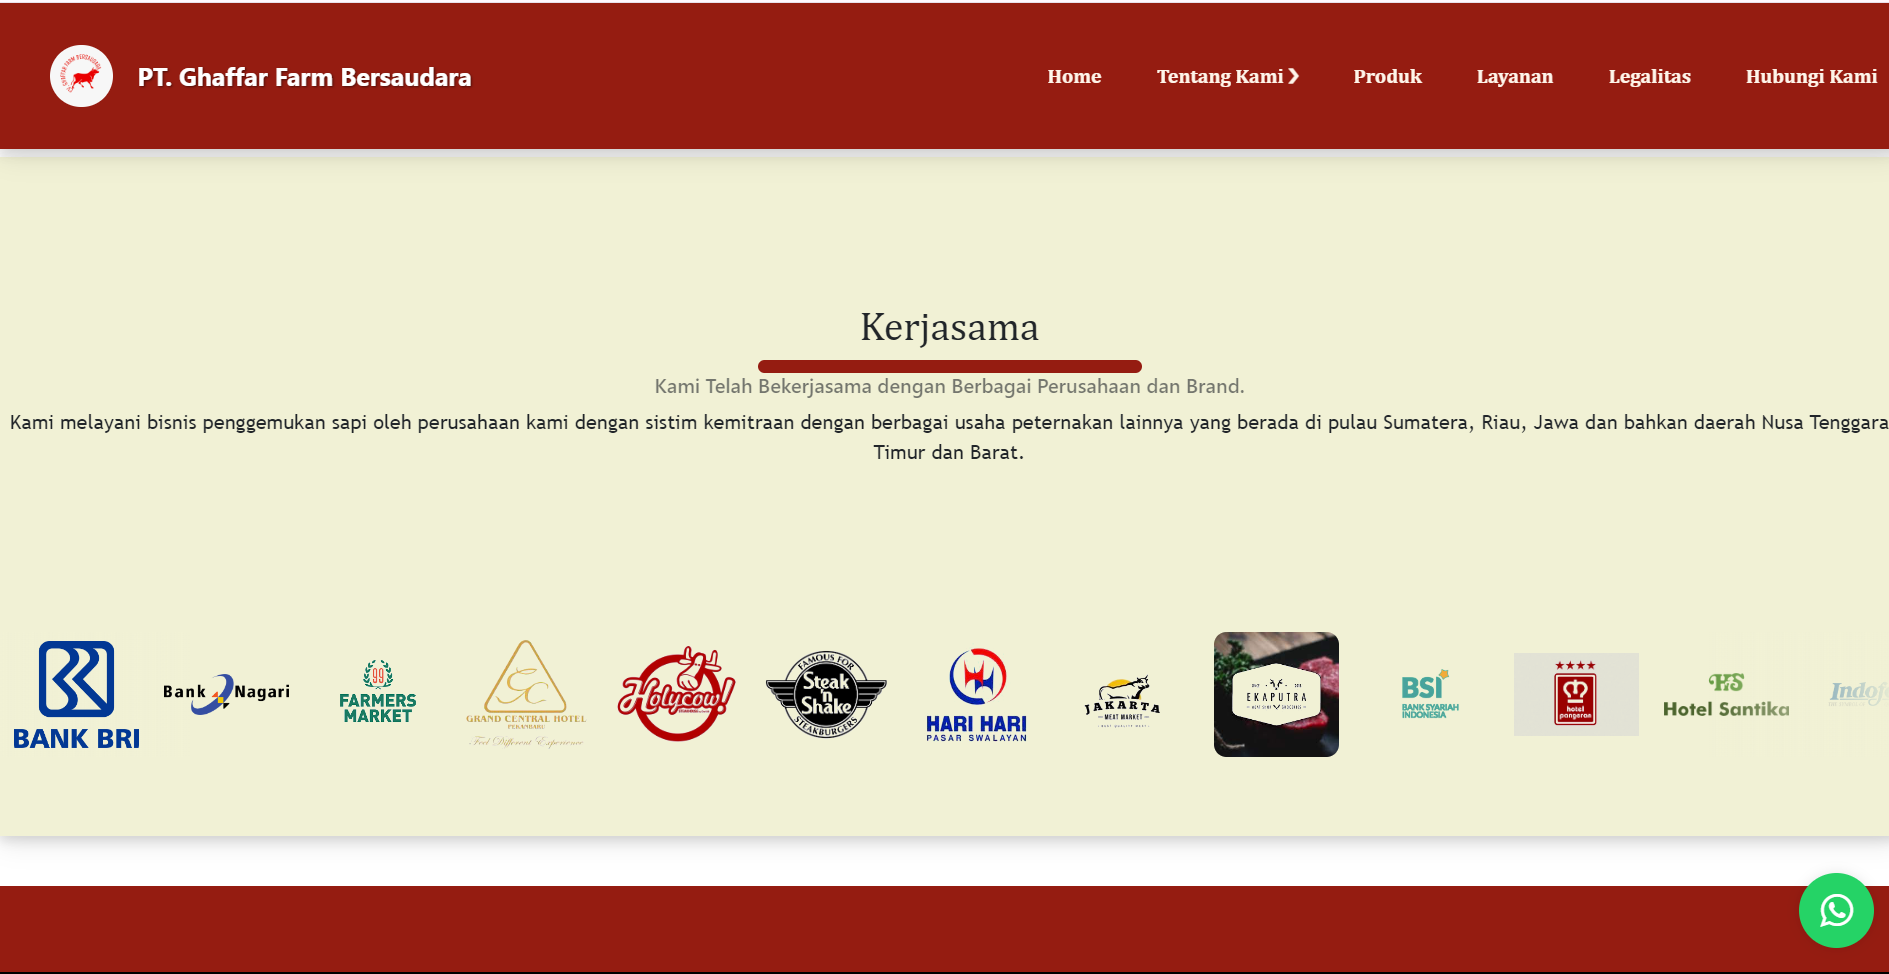 PT. Ghaffar Farm Bersaudara
Home Tentang Kami Produk Layanan Legalitas Hubungi Kami
Kerjasama
Kami Telah Bekerjasama dengan Berbagai Perusahaan dan Brand.
Kami melayani bisnis penggemukan sapi oleh perusahaan kami dengan sistim kemitraan dengan berbagai usaha peternakan lainnya yang berada di pulau Sumatera, Riau, Jawa dan bahkan daerah Nusa Tenggara
Timur dan Barat.
BANK BRI
Bank Nagari
99
FARMERS
MARKET
GC
GRAND CENTRAL HOTEL
PEKANBARU
Feel Different Experience
Holycow!
FAMOUS FOR
Steak
'n
Shake
STEAKBURGERS
HARI HARI
PASAR SWALAYAN
JAKARTA
MEAT MARKET
EKAPUTRA
BSI
BANK SYARIAH
INDONESIA
hotel
pangeran
HS
Hotel Santika
Indof